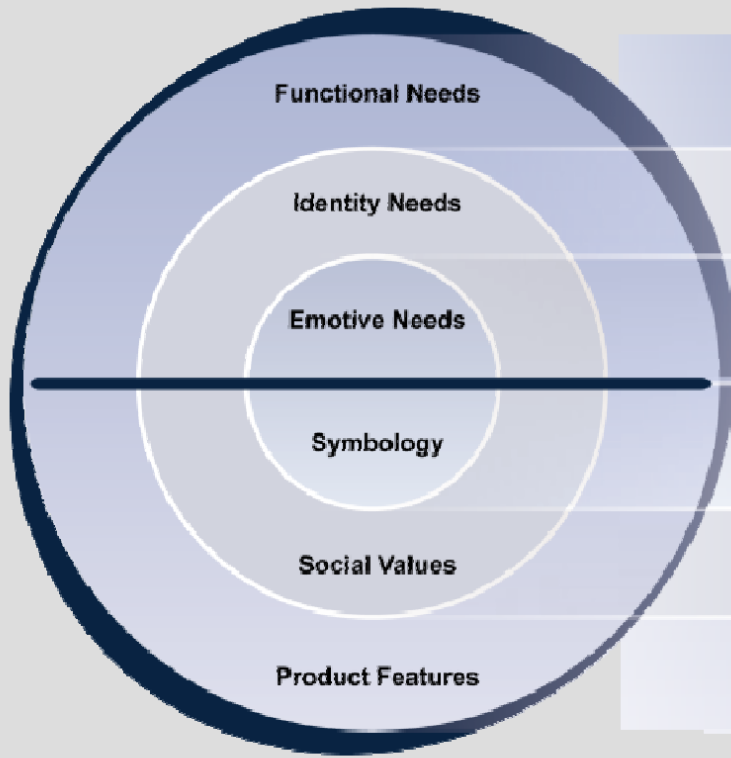 Functional Needs
Identity Needs
Emotive Needs
Symbology
Social Values
Product Features